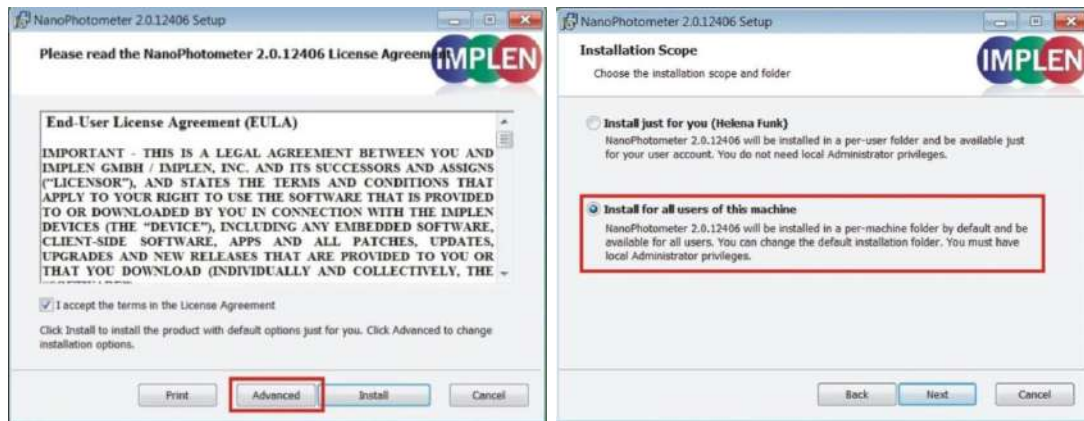 NanoPhotometer 2.0.12406 Setup
Please read the NanoPhotometer 2.0.12406 License Agreem
IMPLEN
End-User License Agreement (EULA)
IMPORTANT - THIS IS A LEGAL AGREEMENT BETWEEN YOU AND
IMPLEN GMBH / IMPLEN, INC. AND ITS SUCCESSORS AND ASSIGNS
("LICENSOR"), AND STATES THE TERMS AND CONDITIONS THAT
APPLY TO YOUR RIGHT TO USE THE SOFTWARE THAT IS PROVIDED
TO OR DOWNLOADED BY YOU IN CONNECTION WITH THE IMPLEN
DEVICES (THE "DEVICE"), INCLUDING ANY EMBEDDED SOFTWARE,
CLIENT-SIDE SOFTWARE, APPS AND ALL PATCHES, UPDATES,
UPGRADES AND NEW RELEASES THAT ARE PROVIDED TO YOU OR
THAT YOU DOWNLOAD (INDIVIDUALLY AND COLLECTIVELY, THE
I accept the terms in the License Agreement
Click Install to install the product with default options just for you. Click Advanced to change
installation options.
Print Advanced Install Cancel
NanoPhotometer 2.0.12406 Setup
Installation Scope
Choose the installation scope and folder
IMPLEN
Install just for you (Helena Funk)
NanoPhotometer 2.0.12406 will be installed in a per-user folder and be available just
for your user account. You do not need local Administrator privileges.
Install for all users of this machine
NanoPhotometer 2.0.12406 will be installed in a per-machine folder by default and be
available for all users. You can change the default installation folder. You must have
local Administrator privileges.
Back Next Cancel